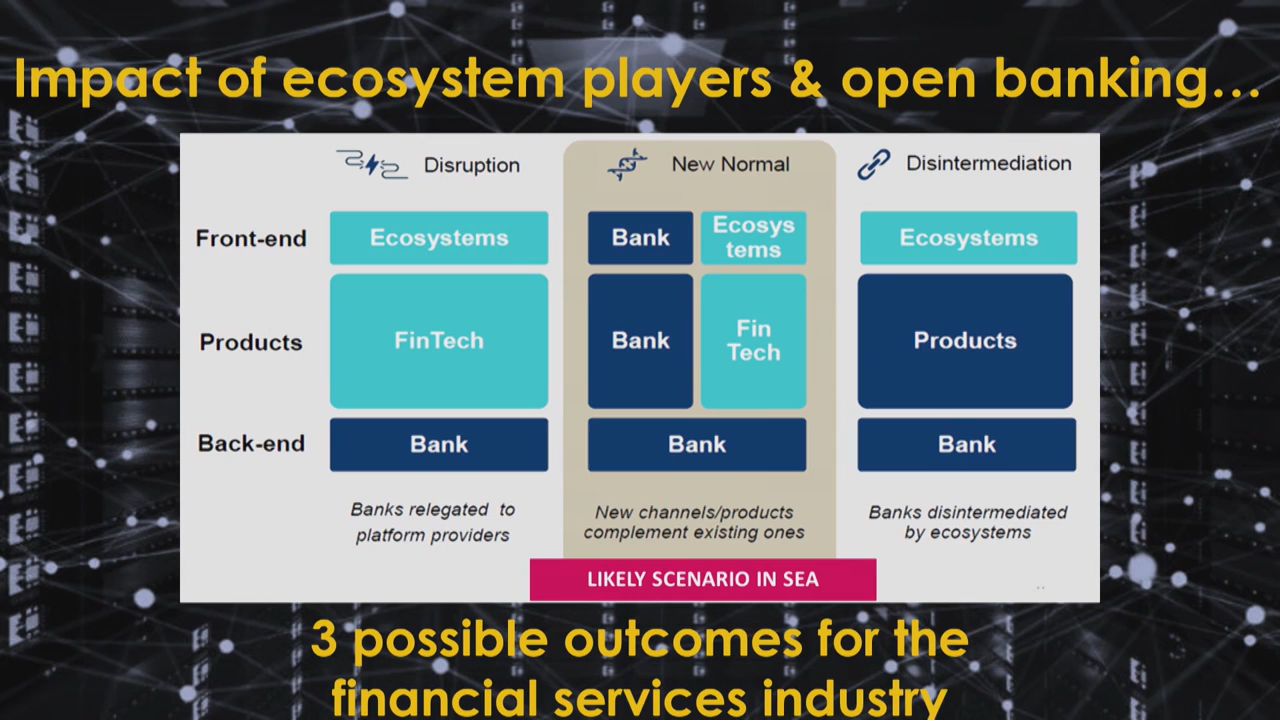 Impact of ecosystem players & open banking...
Disruption
New Normal
Disintermediation
Front-end
Ecosystems
Bank
Ecosys
tems
Ecosystems
Products
FinTech
Bank
Fin
Tech
Products
Back-end
Bank
Bank
Bank
Banks relegated to
platform providers
New channels/products
complement existing ones
Banks disintermediated
by ecosystems
LIKELY SCENARIO IN SEA
3 possible outcomes for the
financial services industry